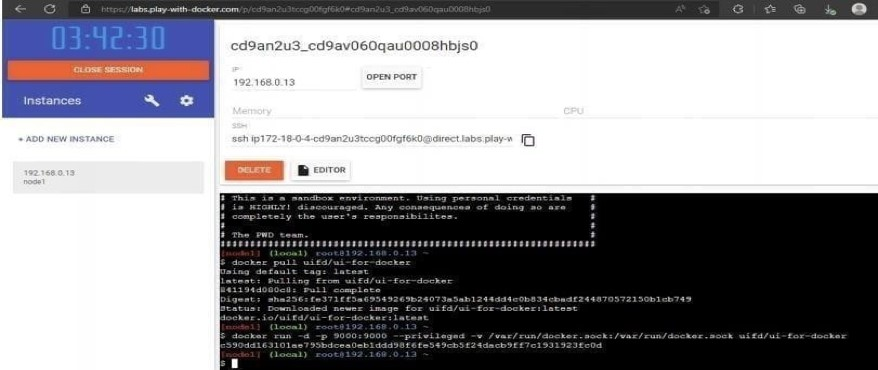 https://labs.play-with-docker.com/p/cd9an2u3tccg00fgf6k0#cd9an2u3_cd9av060qau0008hbjs0
03:42:30
CLOSE SESSION
Instances
+ ADD NEW INSTANCE
192.168.0.13
node1
cd9an2u3_cd9av060qau0008hbjs0
IP
192.168.0.13
OPEN PORT
Memory
CPU
SSH
ssh ip172-18-0-4-cd9an2u3tccg00fgf6k0@direct.labs.play-w
DELETE
EDITOR
# This is a sandbox environment. Using personal credentials #
# is HIGHLY! discouraged. Any consequences of doing so are #
# completely the user's responsibilites. #
# #
# The PWD team. #
###############################################################
[node1] (local) root@192.168.0.13 ~
$ docker pull uifd/ui-for-docker
Using default tag: latest
latest: Pulling from uifd/ui-for-docker
841194d080c8: Pull complete
Digest: sha256:fe371ff5a69549269b24073a5ab1244dd4c0b834cbadf244870572150b1cb749
Status: Downloaded newer image for uifd/ui-for-docker:latest
docker.io/uifd/ui-for-docker:latest
[node1] (local) root@192.168.0.13 ~
$ docker run -d -p 9000:9000 --privileged -v /var/run/docker.sock:/var/run/docker.sock uifd/ui-for-docker
c590dd163101ae795bdcea0eb1ddd98f6fe549cb5f24dacb9ff7c1931923fc0d
[node1] (local) root@192.168.0.13 ~
$